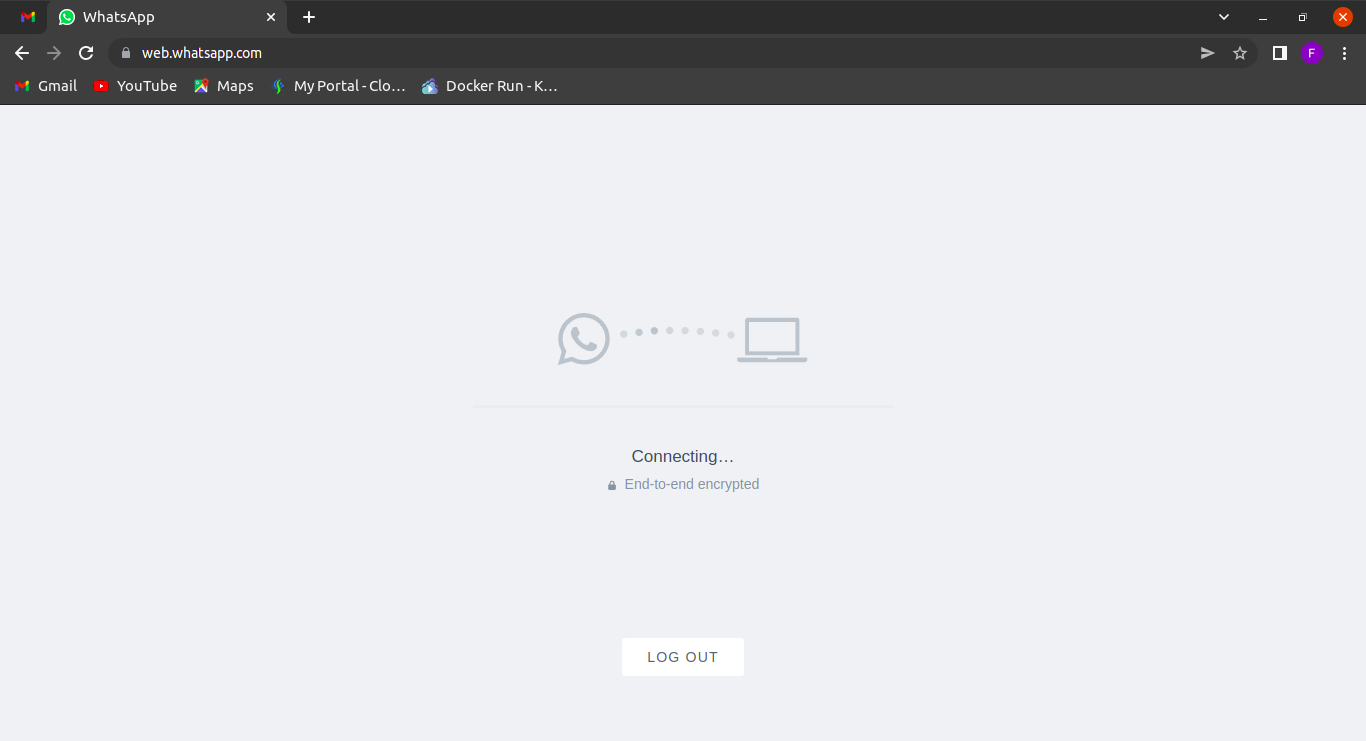 WhatsApp
web.whatsapp.com
F
Gmail YouTube Maps My Portal - Clo... Docker Run - K...
Connecting...
End-to-end encrypted
LOG OUT